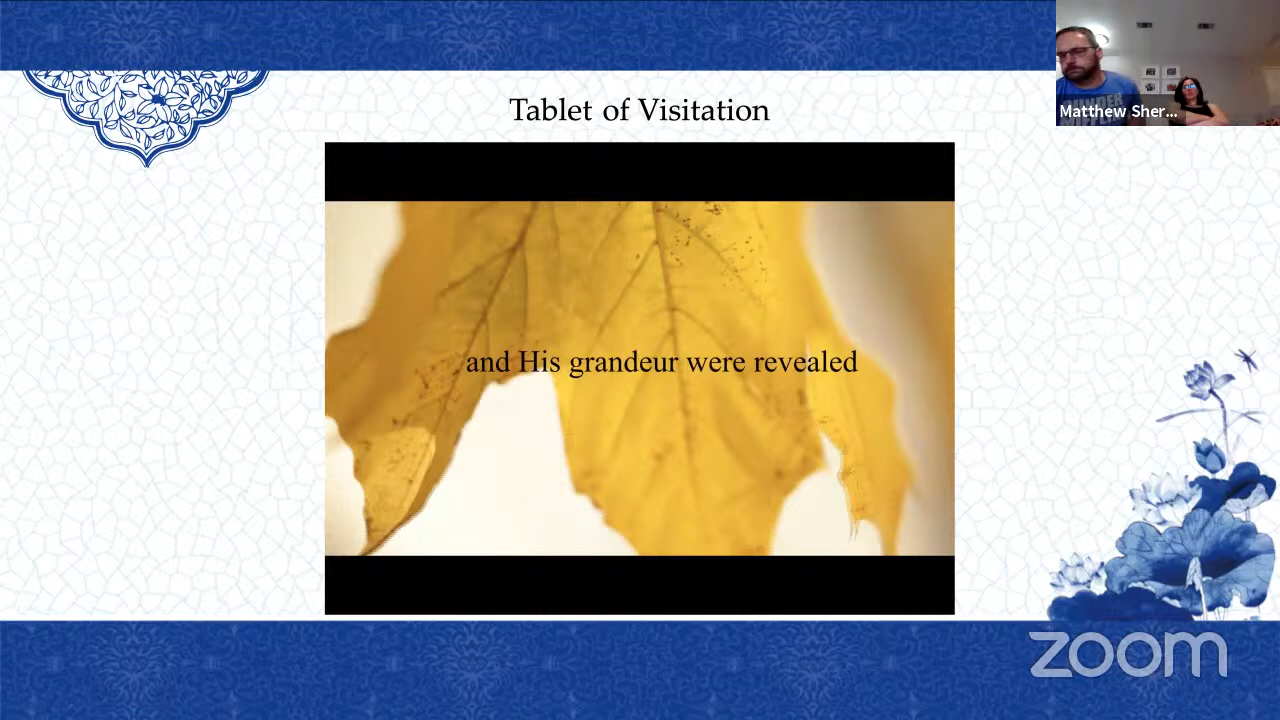 Tablet of Visitation
Matthew Sher...
and His grandeur were revealed
zoom